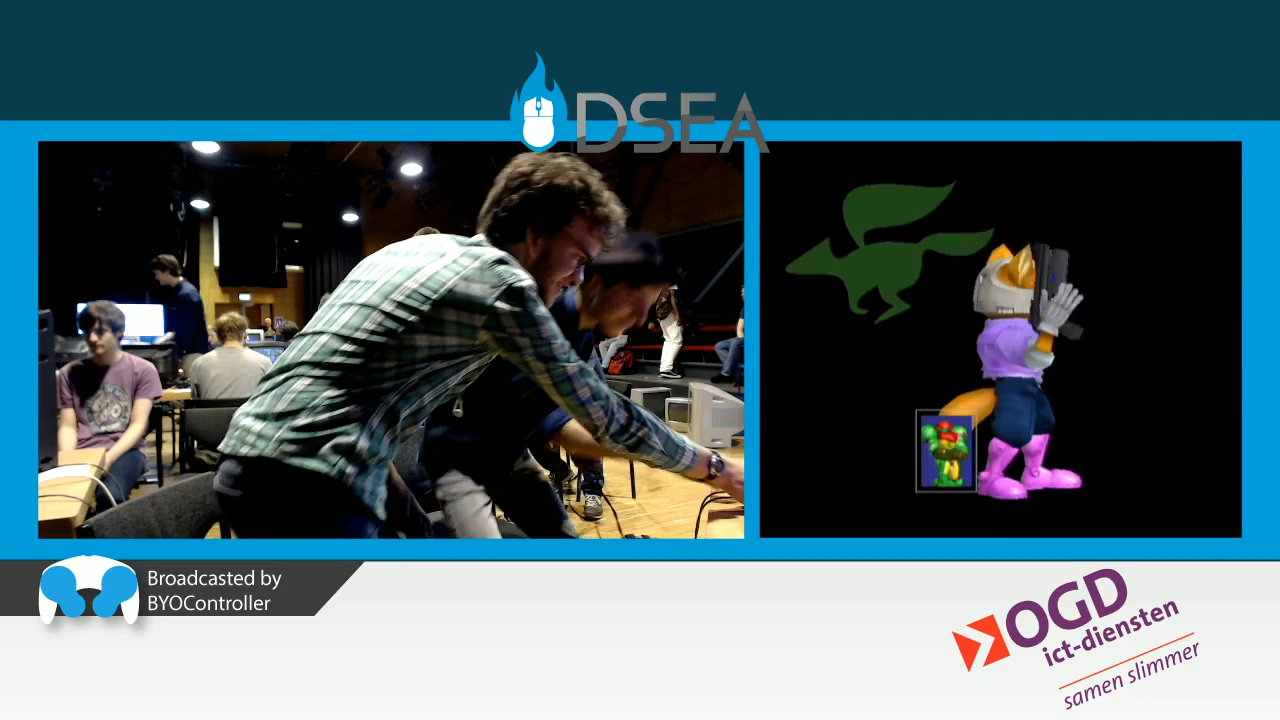 DSEA
Broadcasted by
BYOController
OGD
ict-diensten
samen slimmer